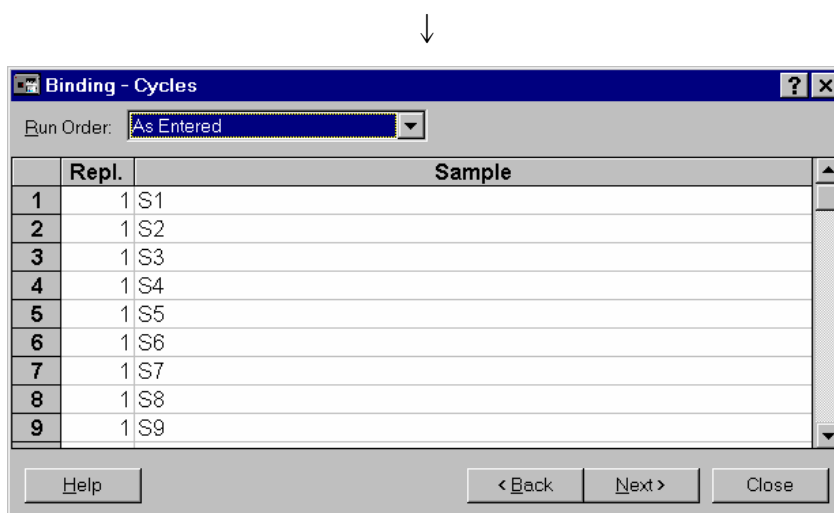 ↓
Binding - Cycles
Run Order: As Entered
Repl. Sample
1 1 S1
2 1 S2
3 1 S3
4 1 S4
5 1 S5
6 1 S6
7 1 S7
8 1 S8
9 1 S9
Help < Back Next > Close